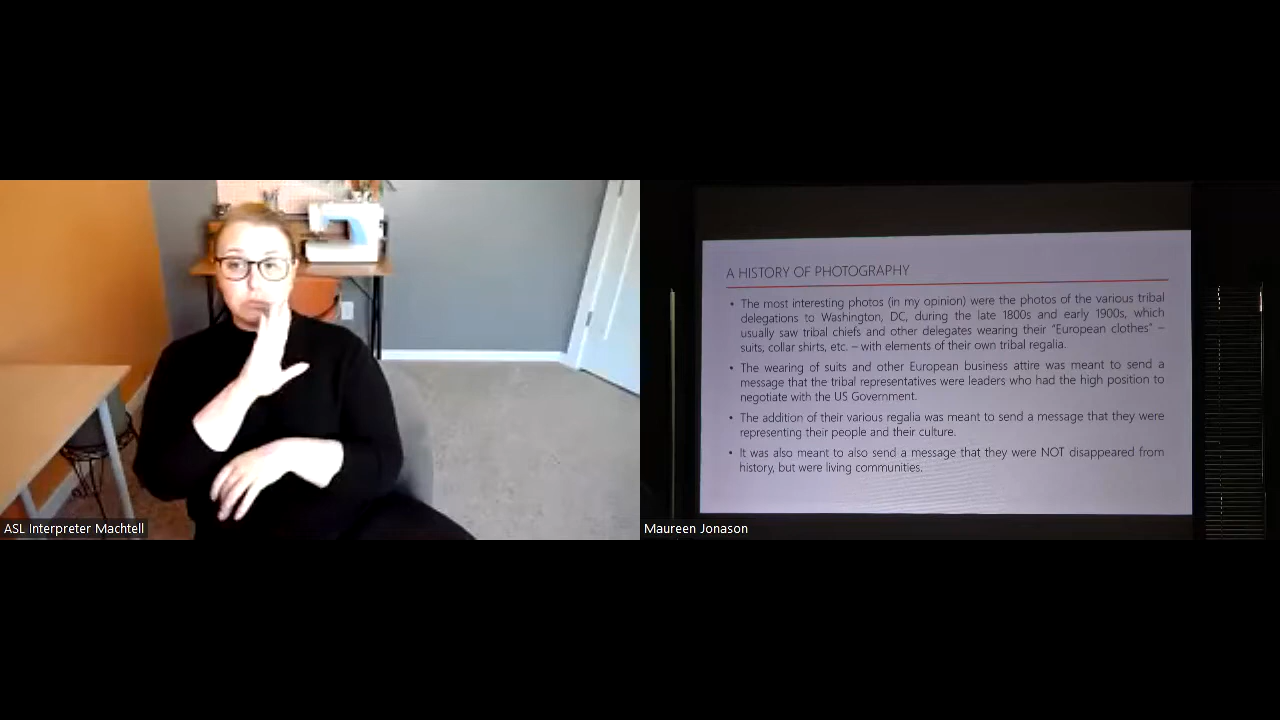 A HISTORY OF PHOTOGRAPHY
• The most interesting photos (in my opinion) were the photos of the various tribal
delegations to Washington, DC, during the late 1800s and early 1900s, which
usually saw tribal chiefs and other delegates wearing their “European clothes” –
suits, collar shirts, etc. – with elements of their own tribal regalia.
• The wearing of suits and other European business attire was meant to send a
message that the tribal representatives were leaders who had the high position to
negotiate with the US Government.
• The addition of their various regalia was meant to send a message that they were
representing their people and their culture.
• It was also meant to also send a message that they were NOT disappeared from
history, but were living communities.
ASL Interpreter Machtell
Maureen Jonason